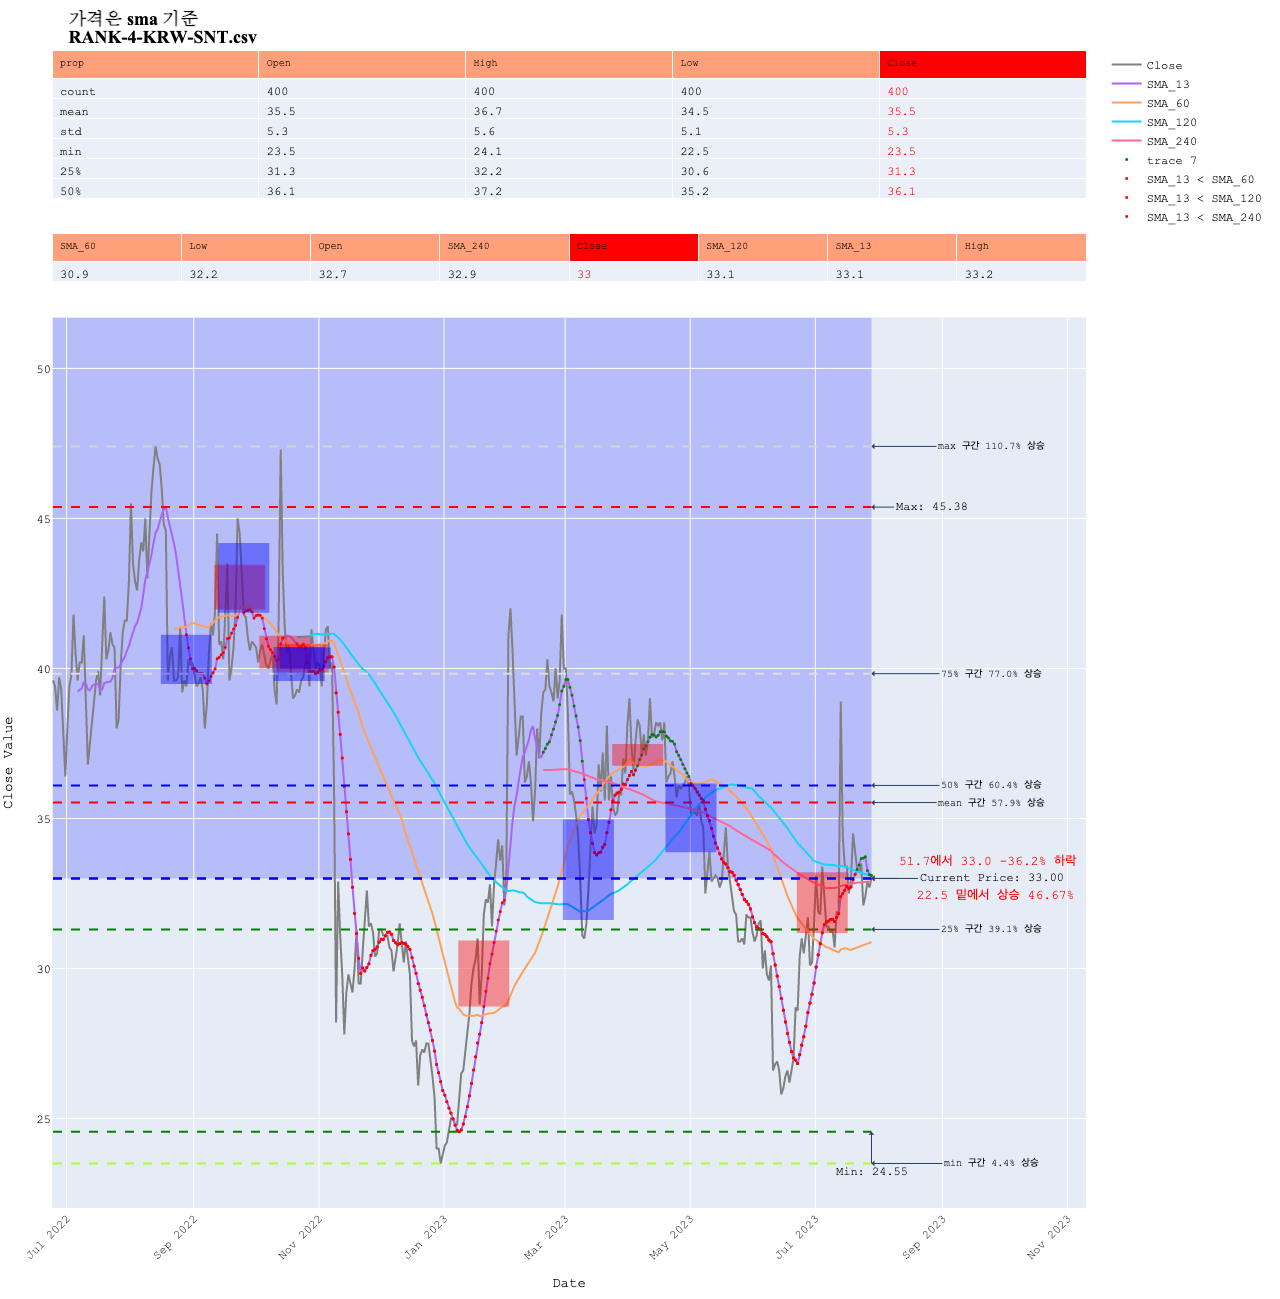 가격은 sma 기준
RANK-4-KRW-SNT.csv
prop Open High Low Close
count 400 400 400 400
mean 35.5 36.7 34.5 35.5
std 5.3 5.6 5.1 5.3
min 23.5 24.1 22.5 23.5
25% 31.3 32.2 30.6 31.3
50% 36.1 37.2 35.2 36.1
SMA_60 Low Open SMA_240 Close SMA_120 SMA_13 High
30.9 32.2 32.7 32.9 33 33.1 33.1 33.2
Close
SMA_13
SMA_60
SMA_120
SMA_240
trace 7
SMA_13 < SMA_60
SMA_13 < SMA_120
SMA_13 < SMA_240
50
45
40
35
30
25
Close Value
max 구간 110.7% 상승
Max: 45.38
75% 구간 77.0% 상승
50% 구간 60.4% 상승
mean 구간 57.9% 상승
51.7에서 33.0 -36.2% 하락
Current Price: 33.00
22.5 밑에서 상승 46.67%
25% 구간 39.1% 상승
min 구간 4.4% 상승
Min: 24.55
Jul 2022
Sep 2022
Nov 2022
Jan 2023
Mar 2023
May 2023
Jul 2023
Sep 2023
Nov 2023
Date